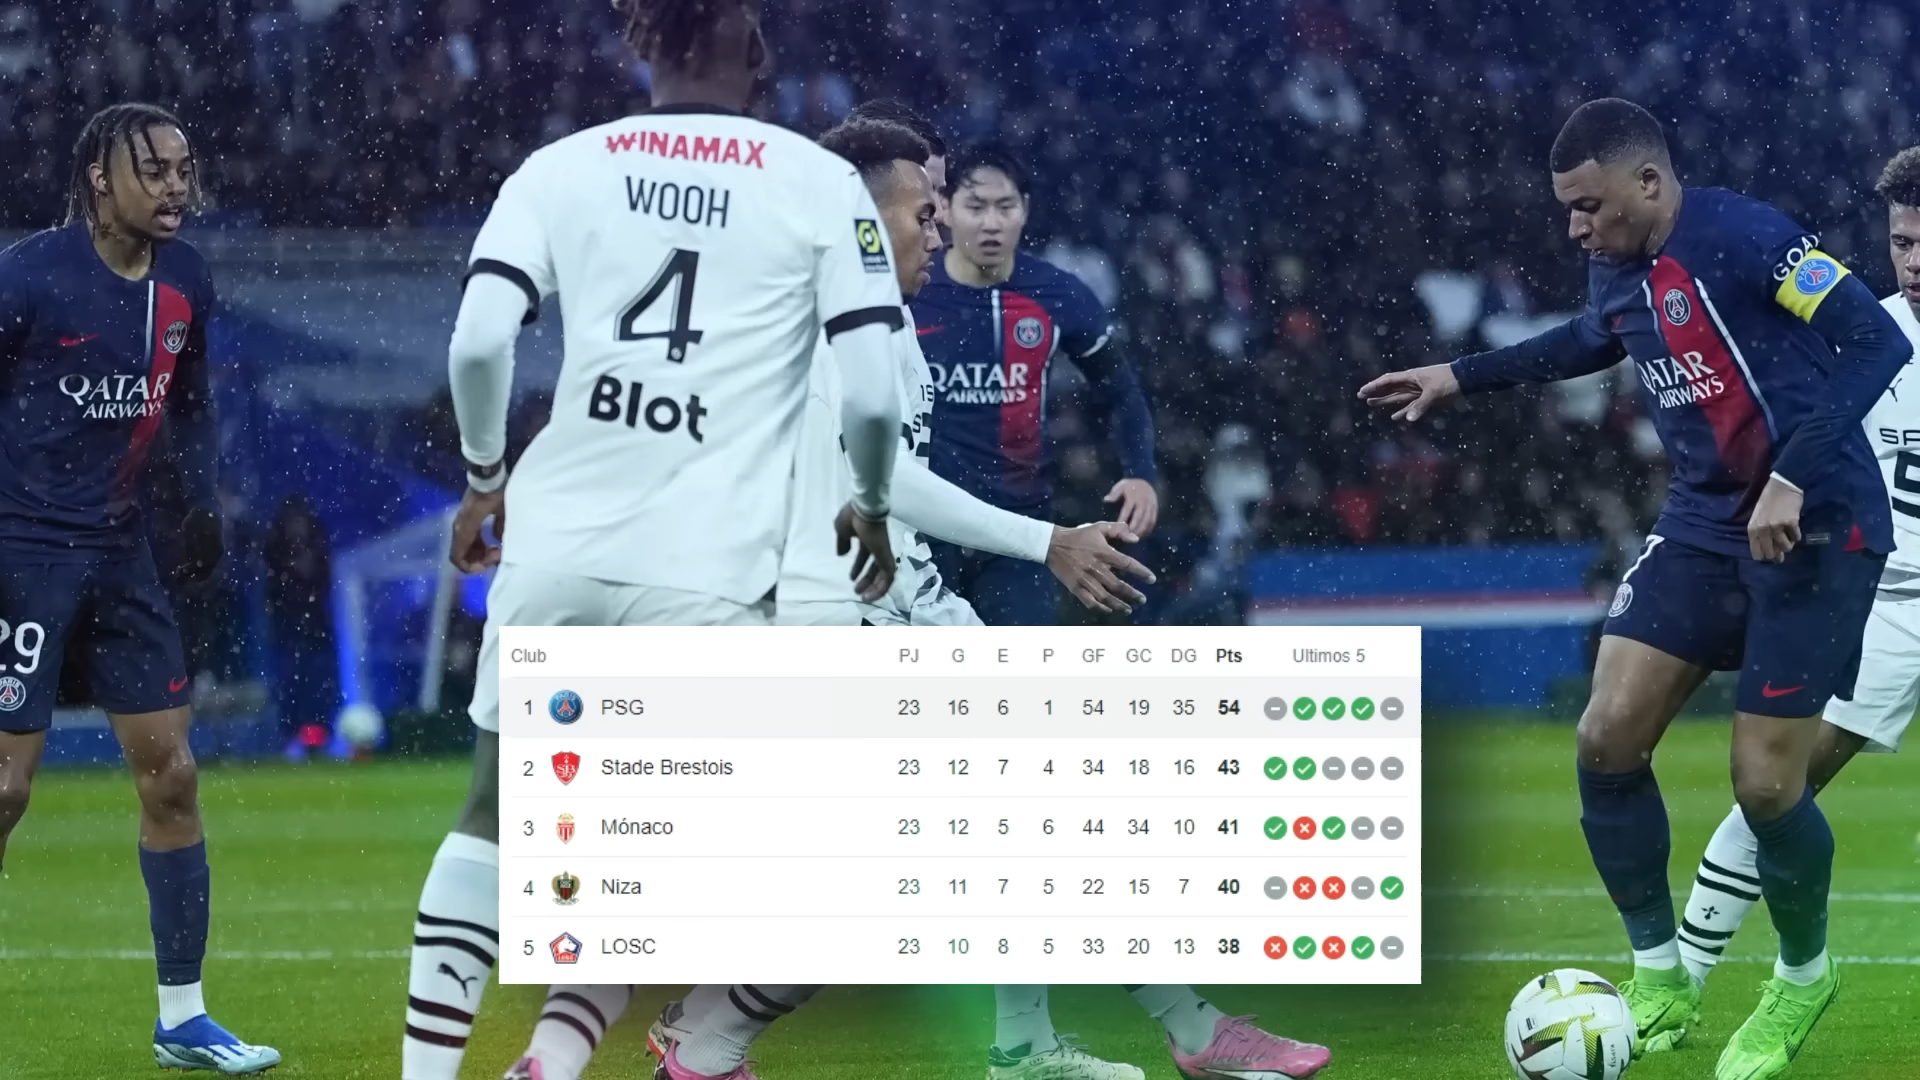 WINAMAX
WOOH
4
Blot
QATAR
AIRWAYS
29
QATAR
AIRWAYS
GOAL
PARIS
QATAR
AIRWAYS
7
Club PJ G E P GF GC DG Pts Ultimos 5
1 PSG 23 16 6 1 54 19 35 54
2 Stade Brestois 23 12 7 4 34 18 16 43
3 Mónaco 23 12 5 6 44 34 10 41
4 Niza 23 11 7 5 22 15 7 40
5 LOSC 23 10 8 5 33 20 13 38